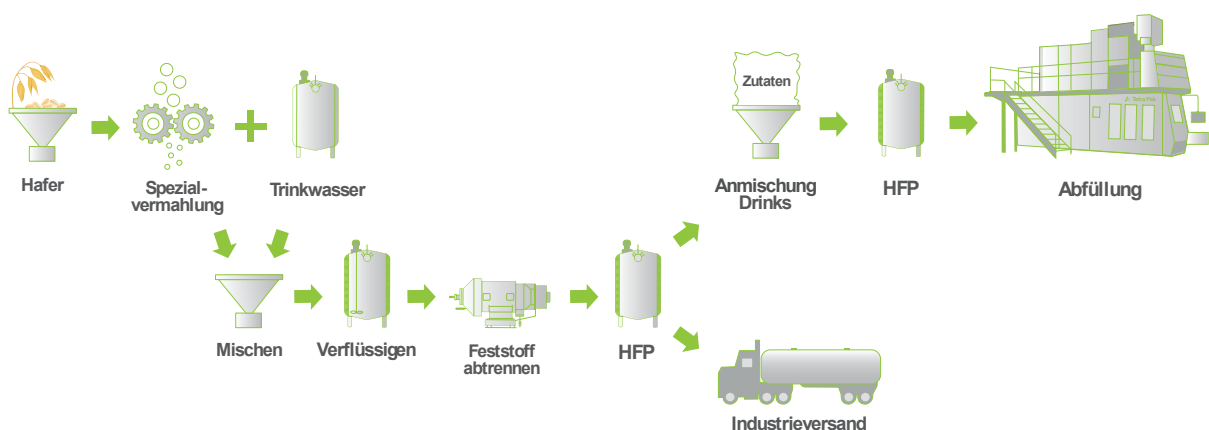 Zutaten
Hafer
Spezial-
vermahlung
Trinkwasser
Anmischung
Drinks
HFP
Abfüllung
Mischen
Verflüssigen
Feststoff
abtrennen
HFP
Industrieversand